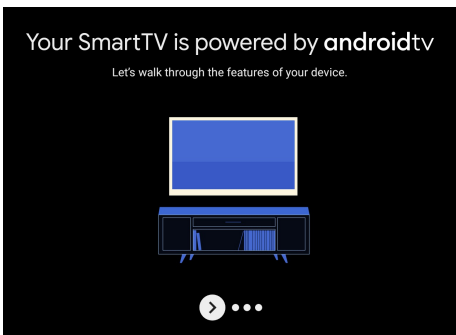 Your SmartTV is powered by androidtv
Let's walk through the features of your device.